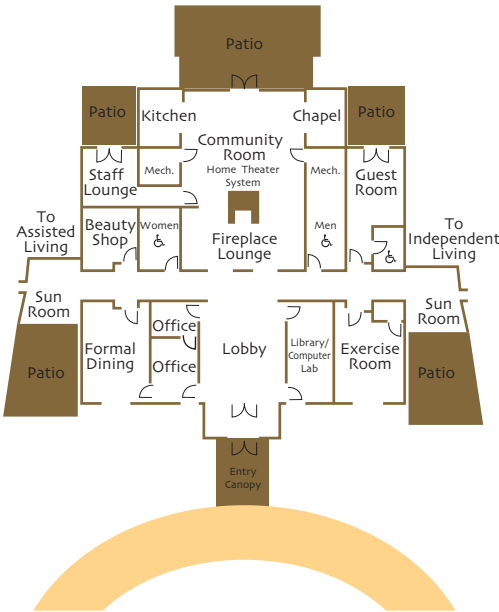 Patio
Patio
Patio
Kitchen
Chapel
Community
Room
Home Theater
System
Mech.
Mech.
Staff
Lounge
Guest
Room
To
Assisted
Living
Beauty
Shop
Women
Fireplace
Lounge
Men
To
Independent
Living
Sun
Room
Sun
Room
Office
Office
Formal
Dining
Lobby
Library/
Computer
Lab
Exercise
Room
Patio
Patio
Entry
Canopy